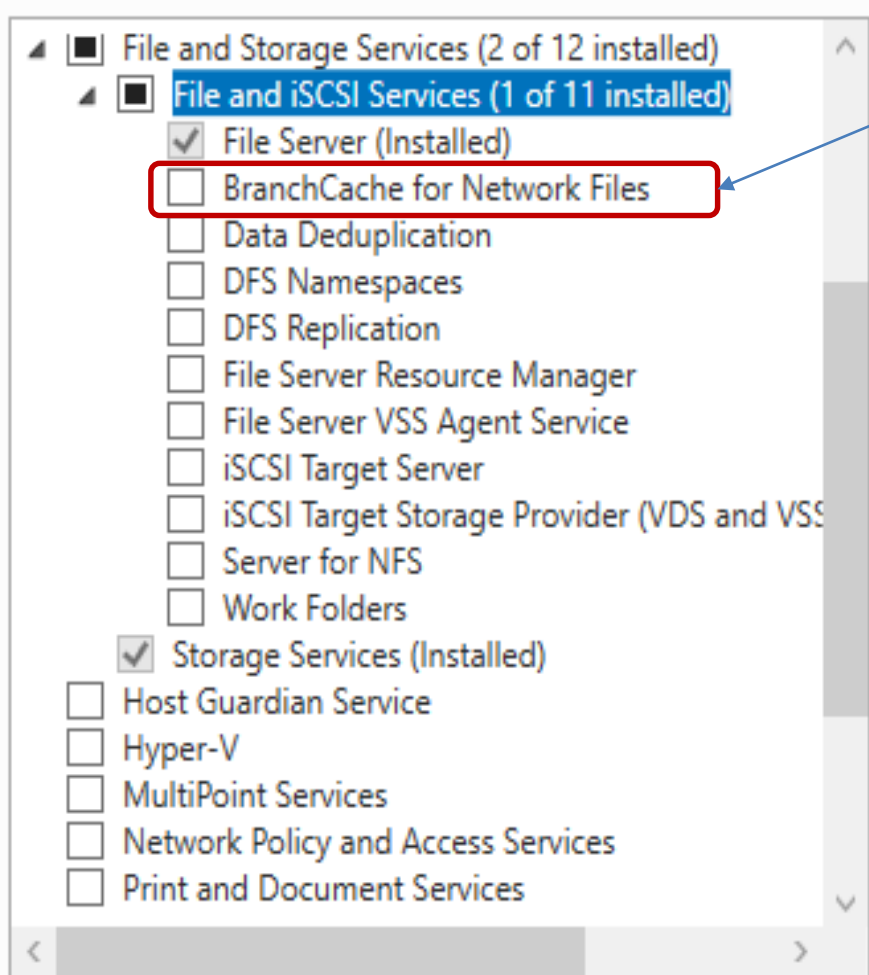 File and Storage Services (2 of 12 installed)
File and iSCSI Services (1 of 11 installed)
File Server (Installed)
BranchCache for Network Files
Data Deduplication
DFS Namespaces
DFS Replication
File Server Resource Manager
File Server VSS Agent Service
iSCSI Target Server
iSCSI Target Storage Provider (VDS and VSS
Server for NFS
Work Folders
Storage Services (Installed)
Host Guardian Service
Hyper-V
MultiPoint Services
Network Policy and Access Services
Print and Document Services